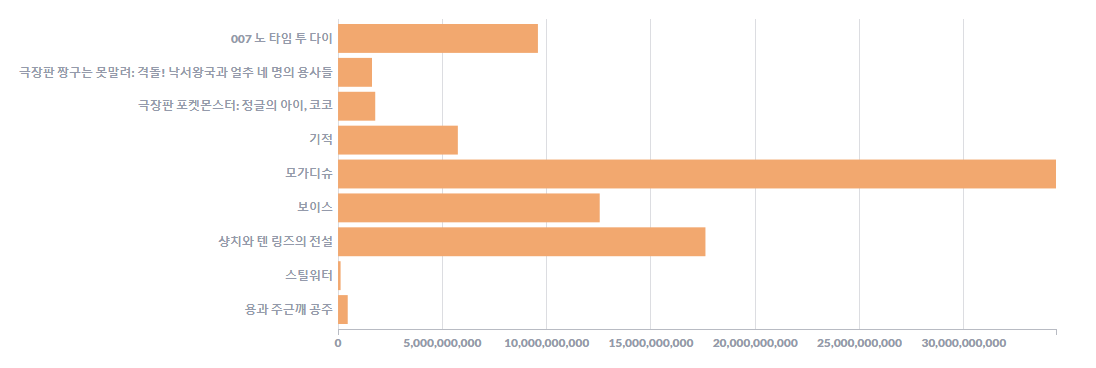 007 노 타임 투 다이
극장판 짱구는 못말려: 격돌! 낙서왕국과 얼추 네 명의 용사들
극장판 포켓몬스터: 정글의 아이, 코코
기적
모가디슈
보이스
샹치와 텐 링즈의 전설
스틸워터
용과 주근깨 공주
0 5,000,000,000 10,000,000,000 15,000,000,000 20,000,000,000 25,000,000,000 30,000,000,000